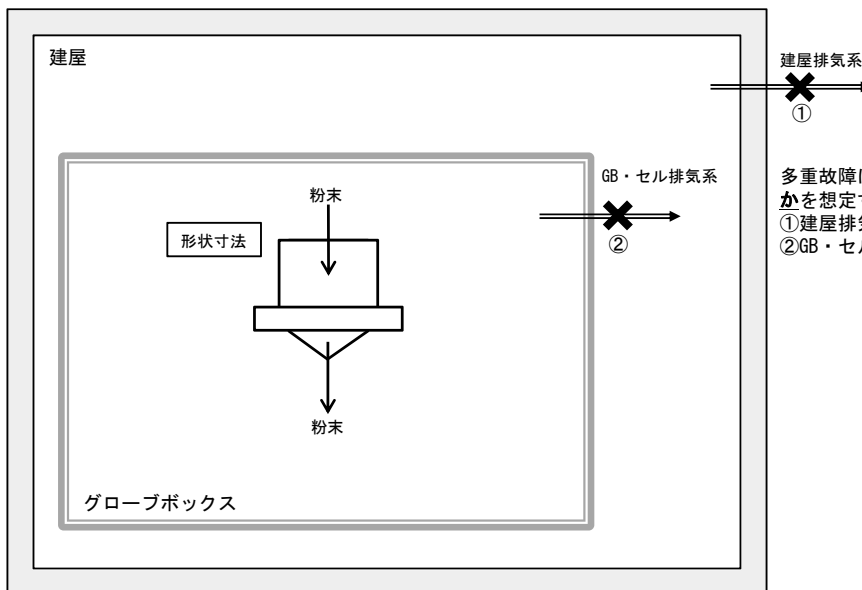 建屋
建屋排気系
①
GB・セル排気系
②
粉末
形状寸法
粉末
グローブボックス
多重故障
かを想定
①建屋排気
②GB・セル